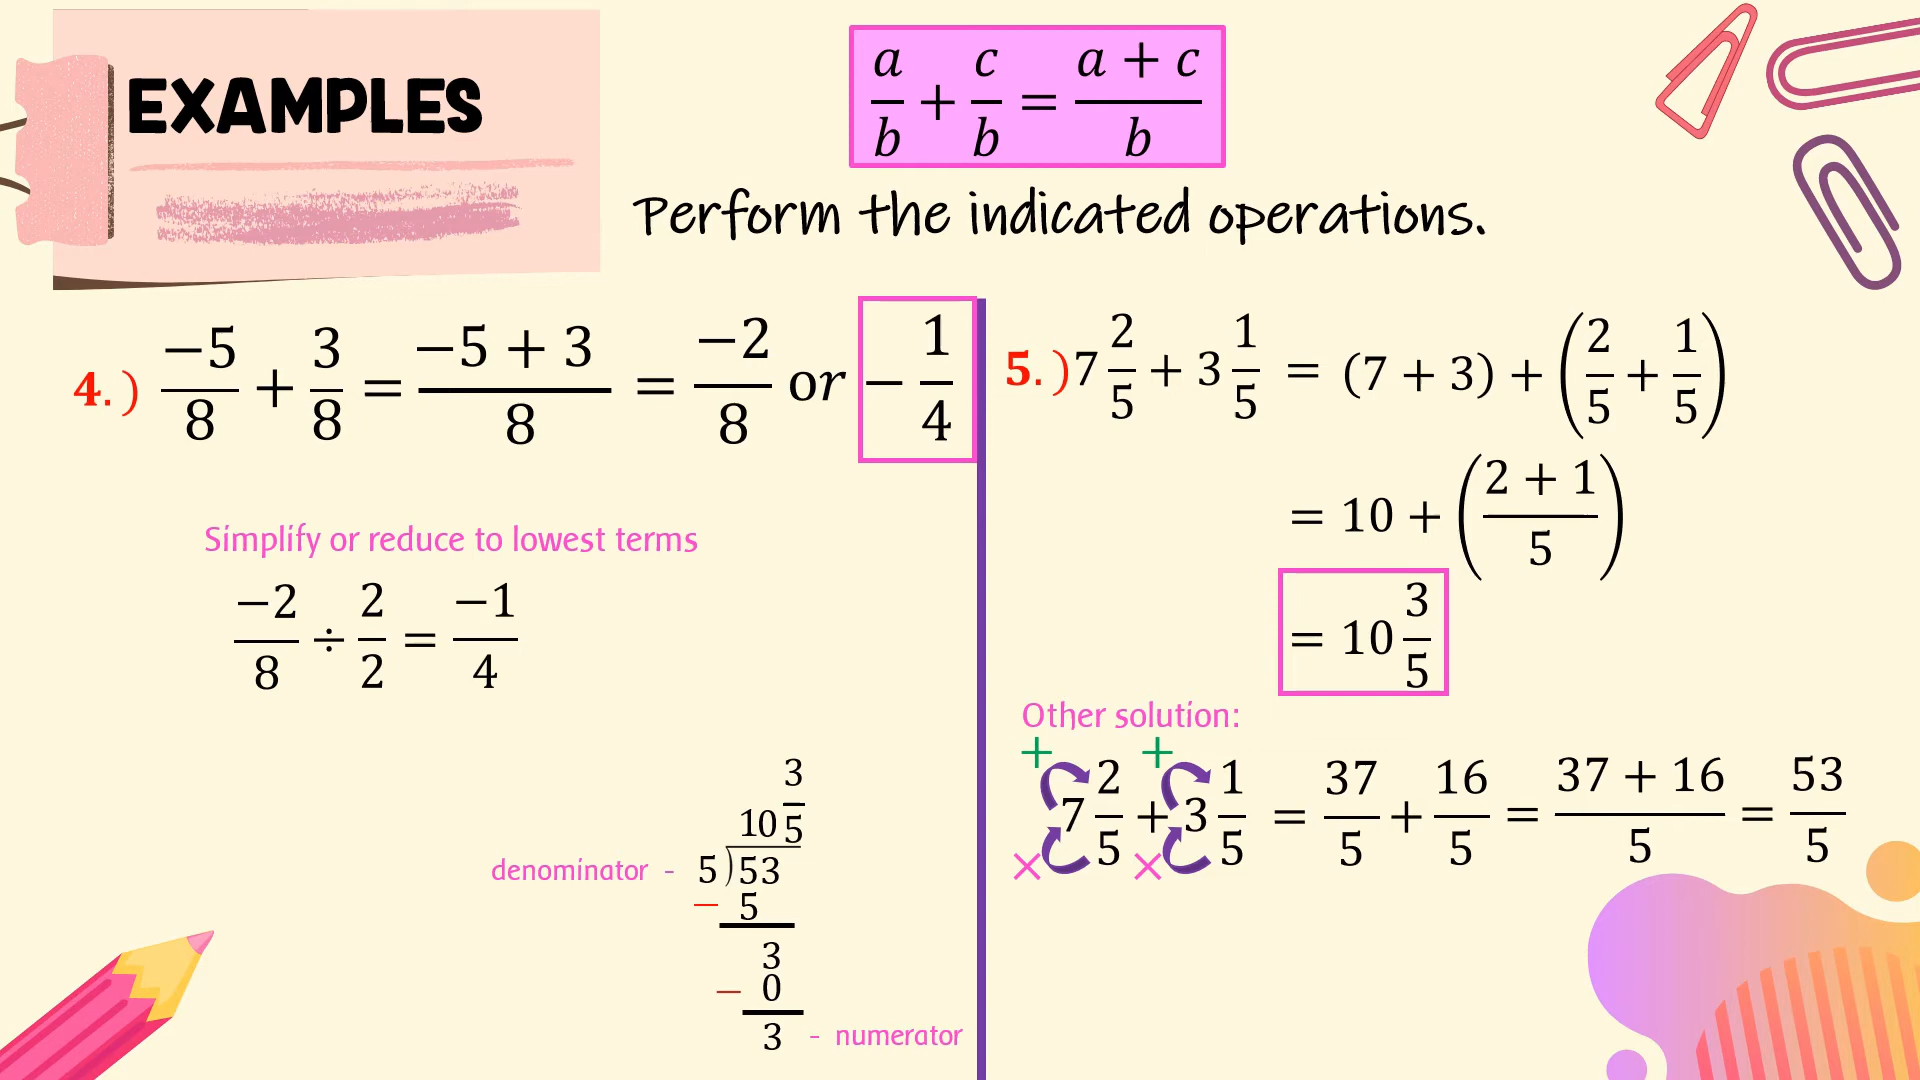 EXAMPLES
a/b + c/b = (a + c)/b
Perform the indicated operations.
4.) −5/8 + 3/8 = (−5 + 3)/8 = −2/8 or −1/4
Simplify or reduce to lowest terms
−2/8 ÷ 2/2 = −1/4
5.) 7 2/5 + 3 1/5 = (7 + 3) + (2/5 + 1/5)
= 10 + ((2 + 1)/5)
= 10 3/5
Other solution:
+ +
7 2/5 + 3 1/5 = 37/5 + 16/5 = (37 + 16)/5 = 53/5
× ×
10 3/5
denominator - 5)53
− 5
3
− 0
3 - numerator